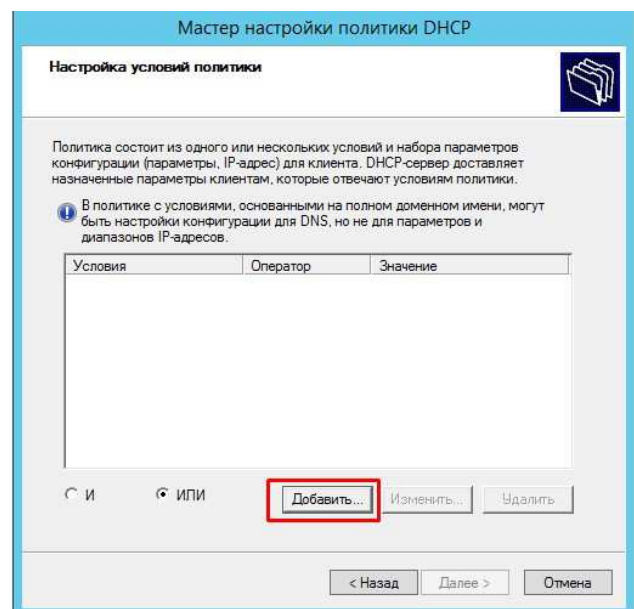 Мастер настройки политики DHCP
Настройка условий политики
Политика состоит из одного или нескольких условий и набора параметров
конфигурации (параметры, IP-адрес) для клиента. DHCP-сервер доставляет
назначенные параметры клиентам, которые отвечают условиям политики.
В политике с условиями, основанными на полном доменном имени, могут
быть настройки конфигурации для DNS, но не для параметров и
диапазонов IP-адресов.
Условия Оператор Значение
И ИЛИ Добавить... Изменить... Удалить
< Назад Далее > Отмена